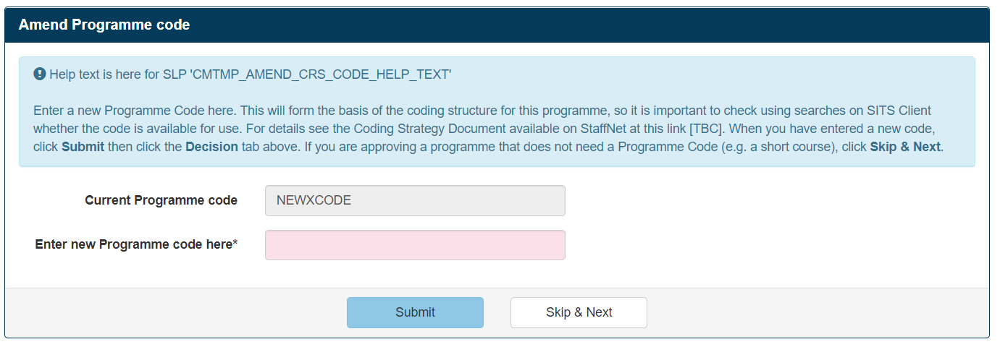 Amend Programme code
Help text is here for SLP 'CMTMP_AMEND_CRS_CODE_HELP_TEXT'
Enter a new Programme Code here. This will form the basis of the coding structure for this programme, so it is important to check using searches on SITS Client
whether the code is available for use. For details see the Coding Strategy Document available on StaffNet at this link [TBC]. When you have entered a new code,
click Submit then click the Decision tab above. If you are approving a programme that does not need a Programme Code (e.g. a short course), click Skip & Next.
Current Programme code NEWXCODE
Enter new Programme code here*
Submit Skip & Next